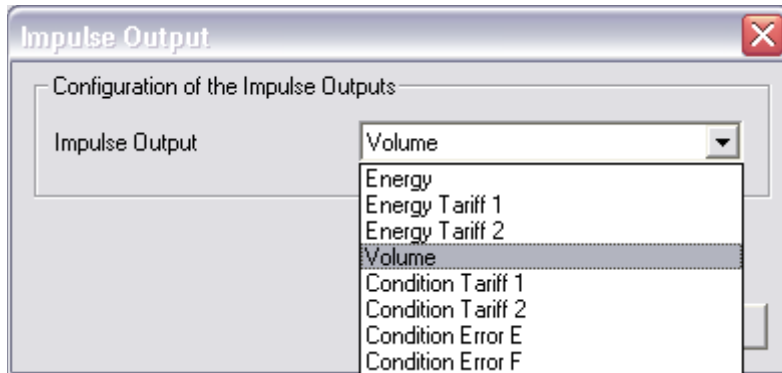 Impulse Output
Configuration of the Impulse Outputs
Impulse Output
Volume
Energy
Energy Tariff 1
Energy Tariff 2
Volume
Condition Tariff 1
Condition Tariff 2
Condition Error E
Condition Error F